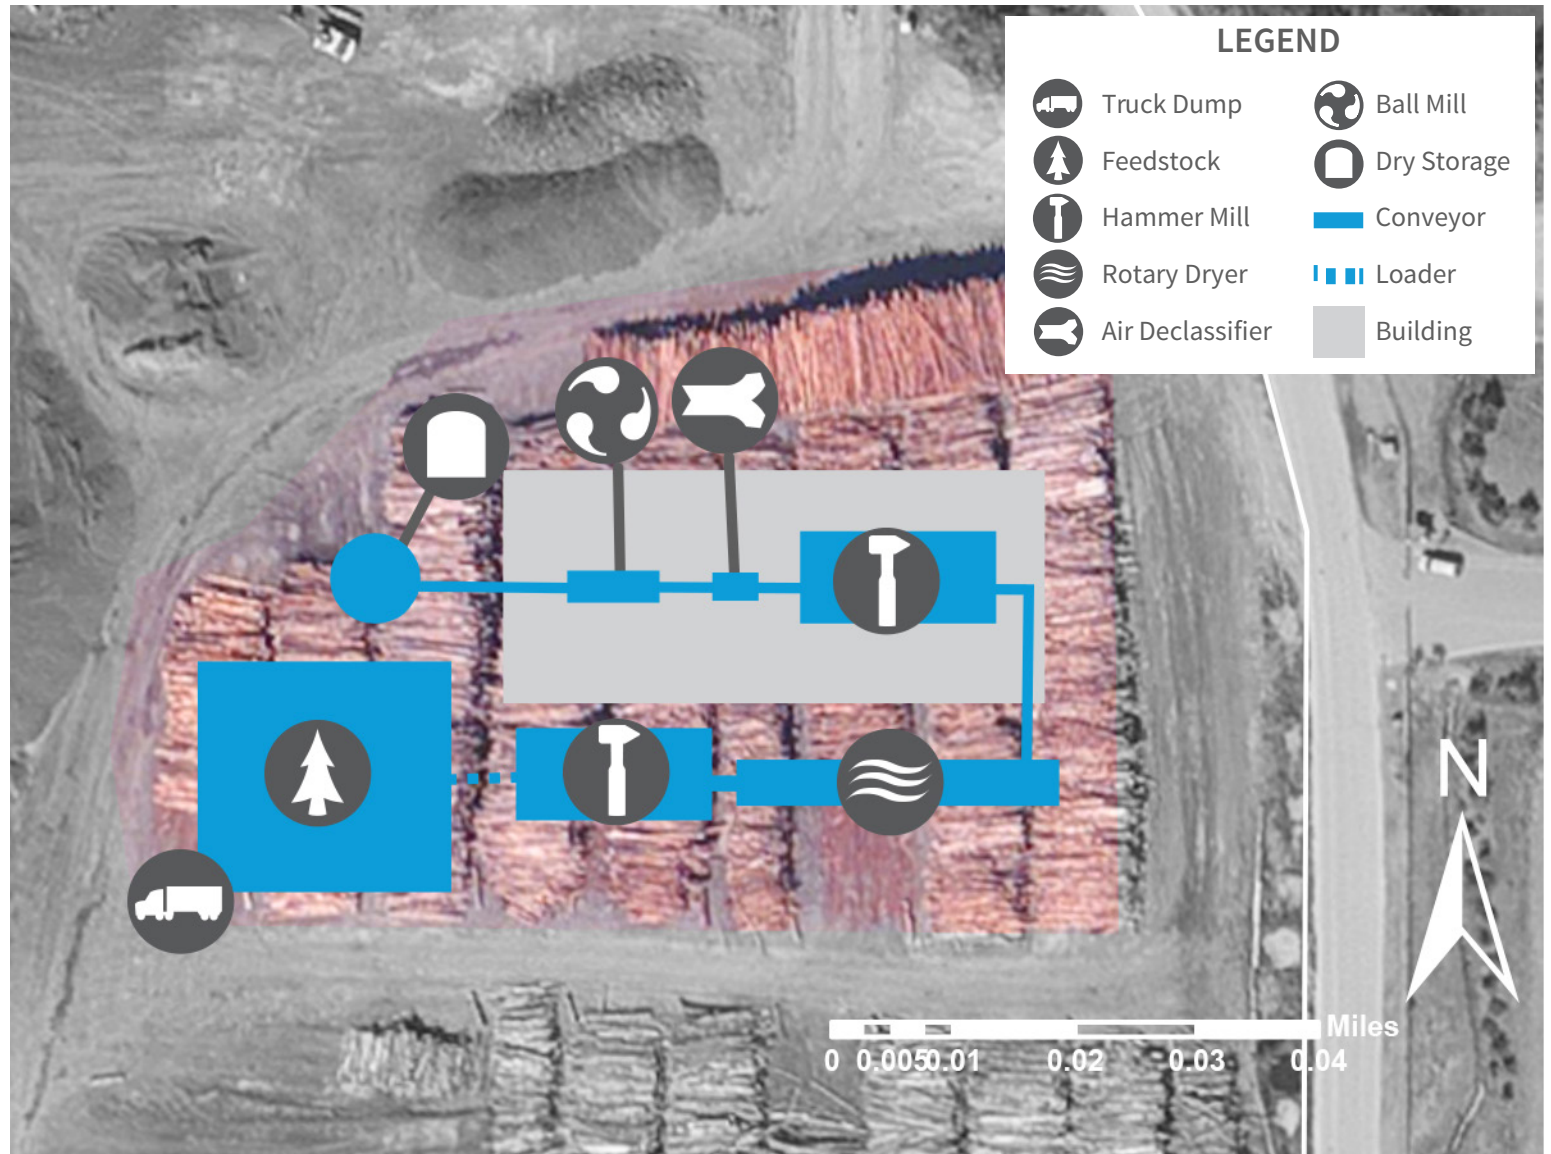 LEGEND
Truck Dump
Feedstock
Hammer Mill
Rotary Dryer
Air Declassifier
Ball Mill
Dry Storage
Conveyor
Loader
Building
N
Miles
0 0.005 0.01 0.02 0.03 0.04